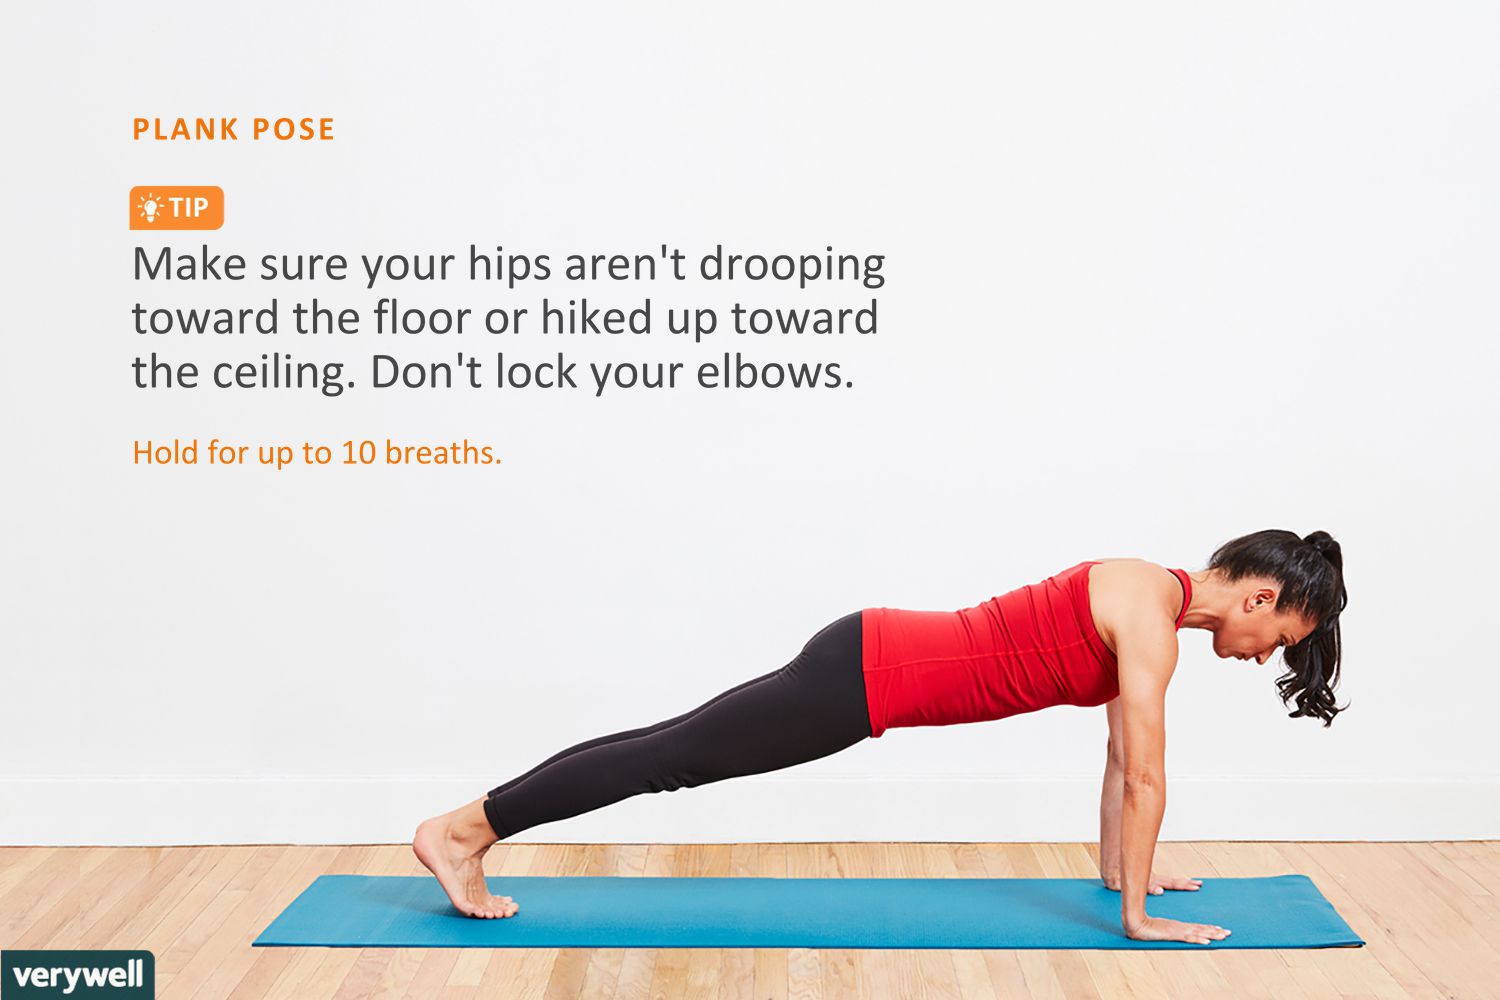 PLANK POSE
TIP
Make sure your hips aren't drooping
toward the floor or hiked up toward
the ceiling. Don't lock your elbows.
Hold for up to 10 breaths.
verywell